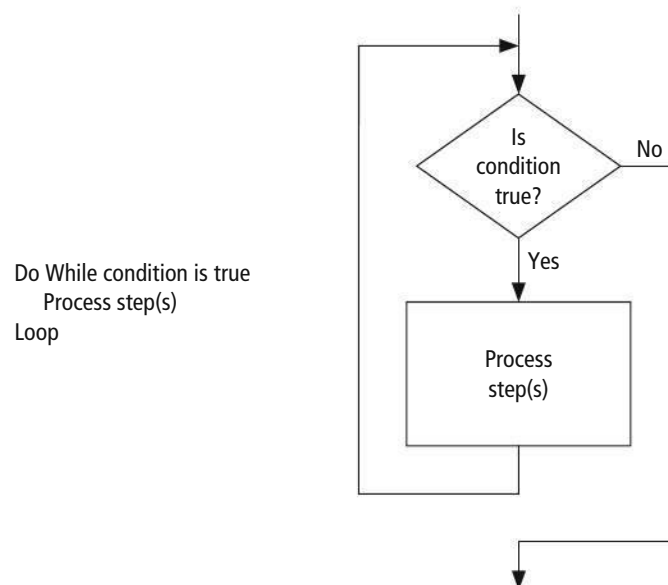 Do While condition is true
Process step(s)
Loop
Is
condition
true?
No
Yes
Process
step(s)